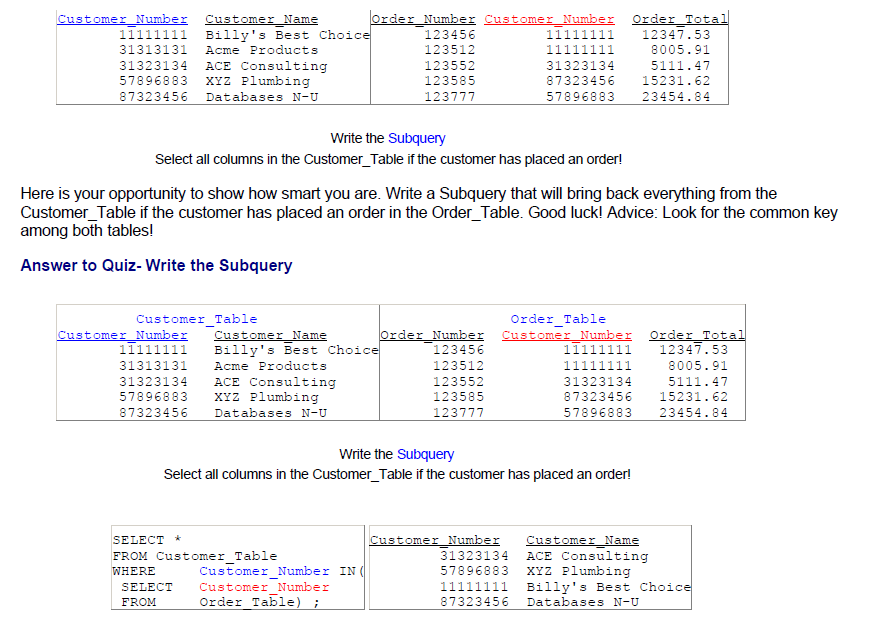 Customer_Number Customer_Name Order_Number Customer_Number Order_Total
11111111 Billy's Best Choice 123456 11111111 12347.53
31313131 Acme Products 123512 11111111 8005.91
31323134 ACE Consulting 123552 31323134 5111.47
57896883 XYZ Plumbing 123585 87323456 15231.62
87323456 Databases N-U 123777 57896883 23454.84
Write the Subquery
Select all columns in the Customer_Table if the customer has placed an order!
Here is your opportunity to show how smart you are. Write a Subquery that will bring back everything from the
Customer_Table if the customer has placed an order in the Order_Table. Good luck! Advice: Look for the common key
among both tables!
Answer to Quiz- Write the Subquery
Customer_Table Order_Table
Customer_Number Customer_Name Order_Number Customer_Number Order_Total
11111111 Billy's Best Choice 123456 11111111 12347.53
31313131 Acme Products 123512 11111111 8005.91
31323134 ACE Consulting 123552 31323134 5111.47
57896883 XYZ Plumbing 123585 87323456 15231.62
87323456 Databases N-U 123777 57896883 23454.84
Write the Subquery
Select all columns in the Customer_Table if the customer has placed an order!
SELECT *
FROM Customer_Table
WHERE Customer_Number IN(
SELECT Customer_Number
FROM Order_Table) ;
Customer_Number Customer_Name
31323134 ACE Consulting
57896883 XYZ Plumbing
11111111 Billy's Best Choice
87323456 Databases N-U